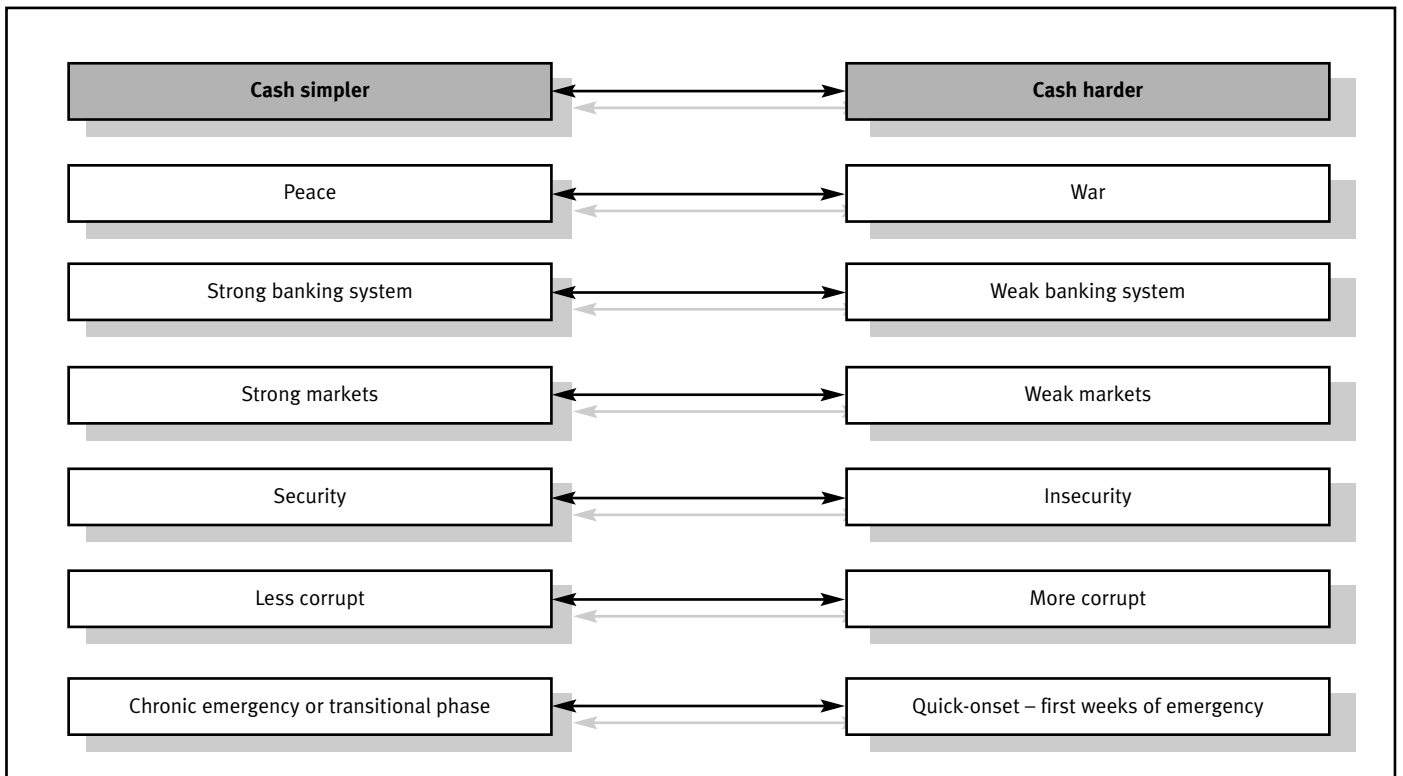 Cash simpler
Cash harder
Peace
War
Strong banking system
Weak banking system
Strong markets
Weak markets
Security
Insecurity
Less corrupt
More corrupt
Chronic emergency or transitional phase
Quick-onset – first weeks of emergency